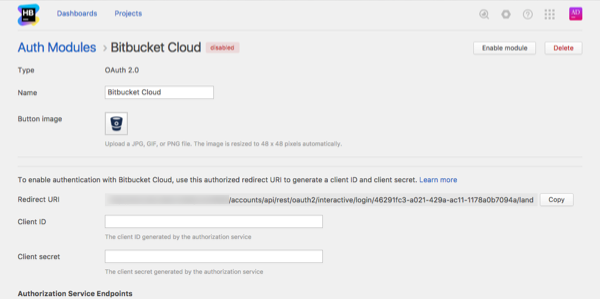 HB
Dashboards Projects
AD
Auth Modules › Bitbucket Cloud disabled Enable module Delete
Type OAuth 2.0
Name Bitbucket Cloud
Button image
Upload a JPG, GIF, or PNG file. The image is resized to 48 x 48 pixels automatically.
To enable authentication with Bitbucket Cloud, use this authorized redirect URI to generate a client ID and client secret. Learn more
Redirect URI /accounts/api/rest/oauth2/interactive/login/46291fc3-a021-429a-ac11-1178a0b7094a/land Copy
Client ID
The client ID generated by the authorization service
Client secret
The client secret generated by the authorization service
Authorization Service Endpoints